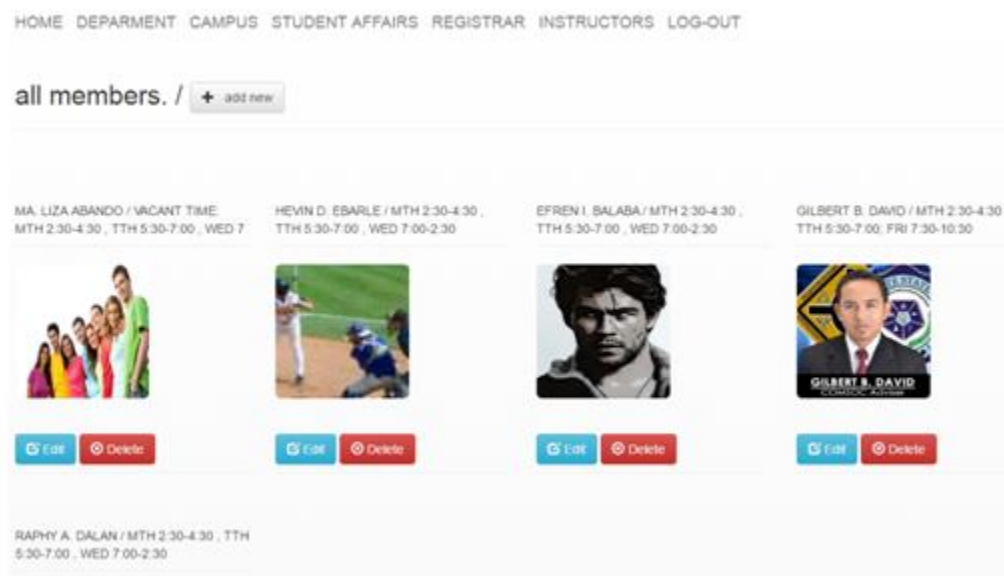 HOME DEPARMENT CAMPUS STUDENT AFFAIRS REGISTRAR INSTRUCTORS LOG-OUT
all members. / + add new
MA. LIZA ABANDO / VACANT TIME:
MTH 2:30-4:30 , TTH 5:30-7:00 , WED 7
HEVIN D. EBARLE / MTH 2:30-4:30 ,
TTH 5:30-7:00 , WED 7:00-2:30
EFREN I. BALABA / MTH 2:30-4:30 ,
TTH 5:30-7:00 , WED 7:00-2:30
GILBERT B. DAVID / MTH 2:30-4:30
TTH 5:30-7:00, FRI 7:30-10:30
GILBERT B. DAVID
COMSOC Adviser
Edit Delete
Edit Delete
Edit Delete
Edit Delete
RAPHY A. DALAN / MTH 2:30-4:30 , TTH
5:30-7:00 , WED 7:00-2:30